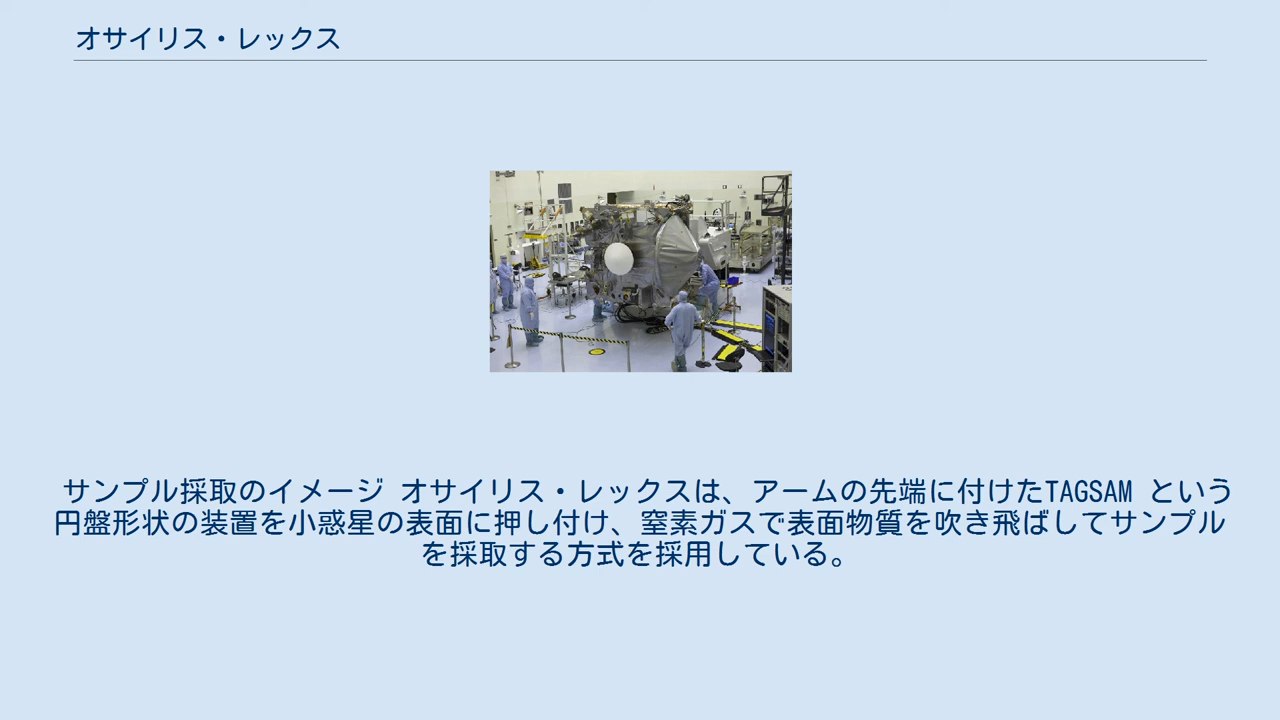 オサイリス・レックス
サンプル採取のイメージ オサイリス・レックスは、アームの先端に付けたTAGSAM という
円盤形状の装置を小惑星の表面に押し付け、窒素ガスで表面物質を吹き飛ばしてサンプル
を採取する方式を採用している。